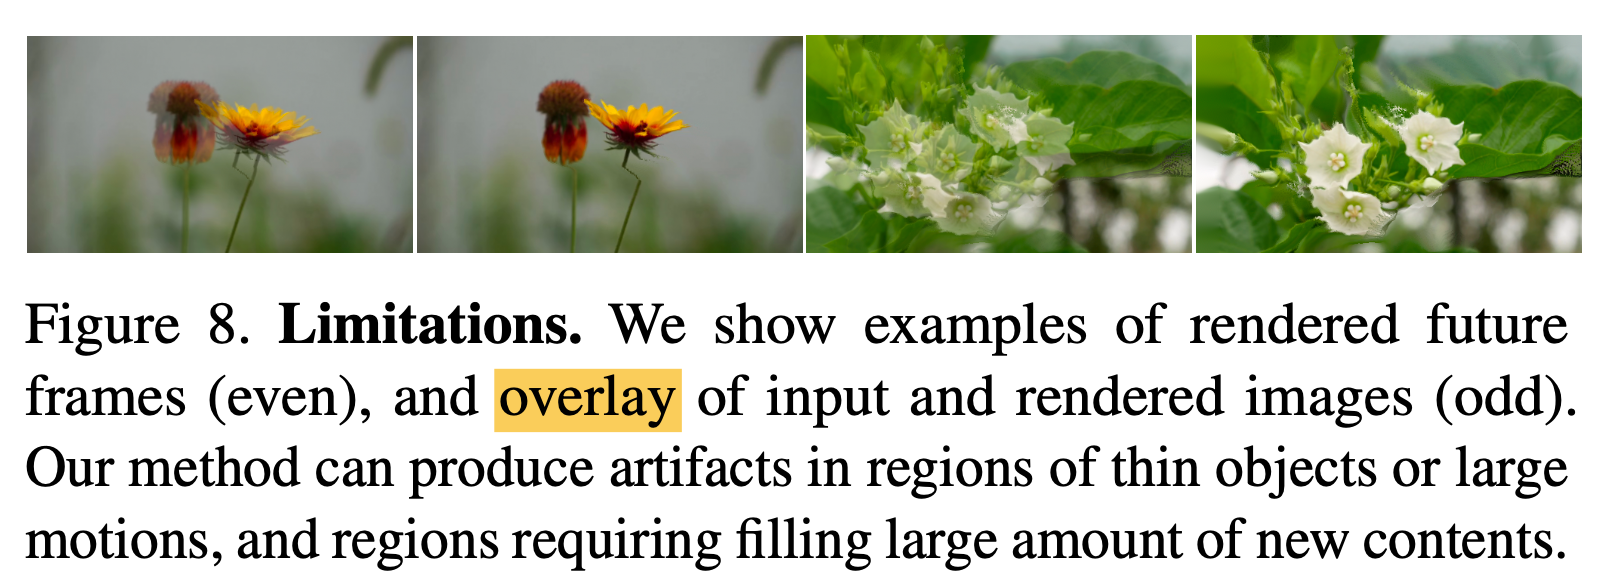 Figure 8. Limitations. We show examples of rendered future
frames (even), and overlay of input and rendered images (odd).
Our method can produce artifacts in regions of thin objects or large
motions, and regions requiring filling large amount of new contents.